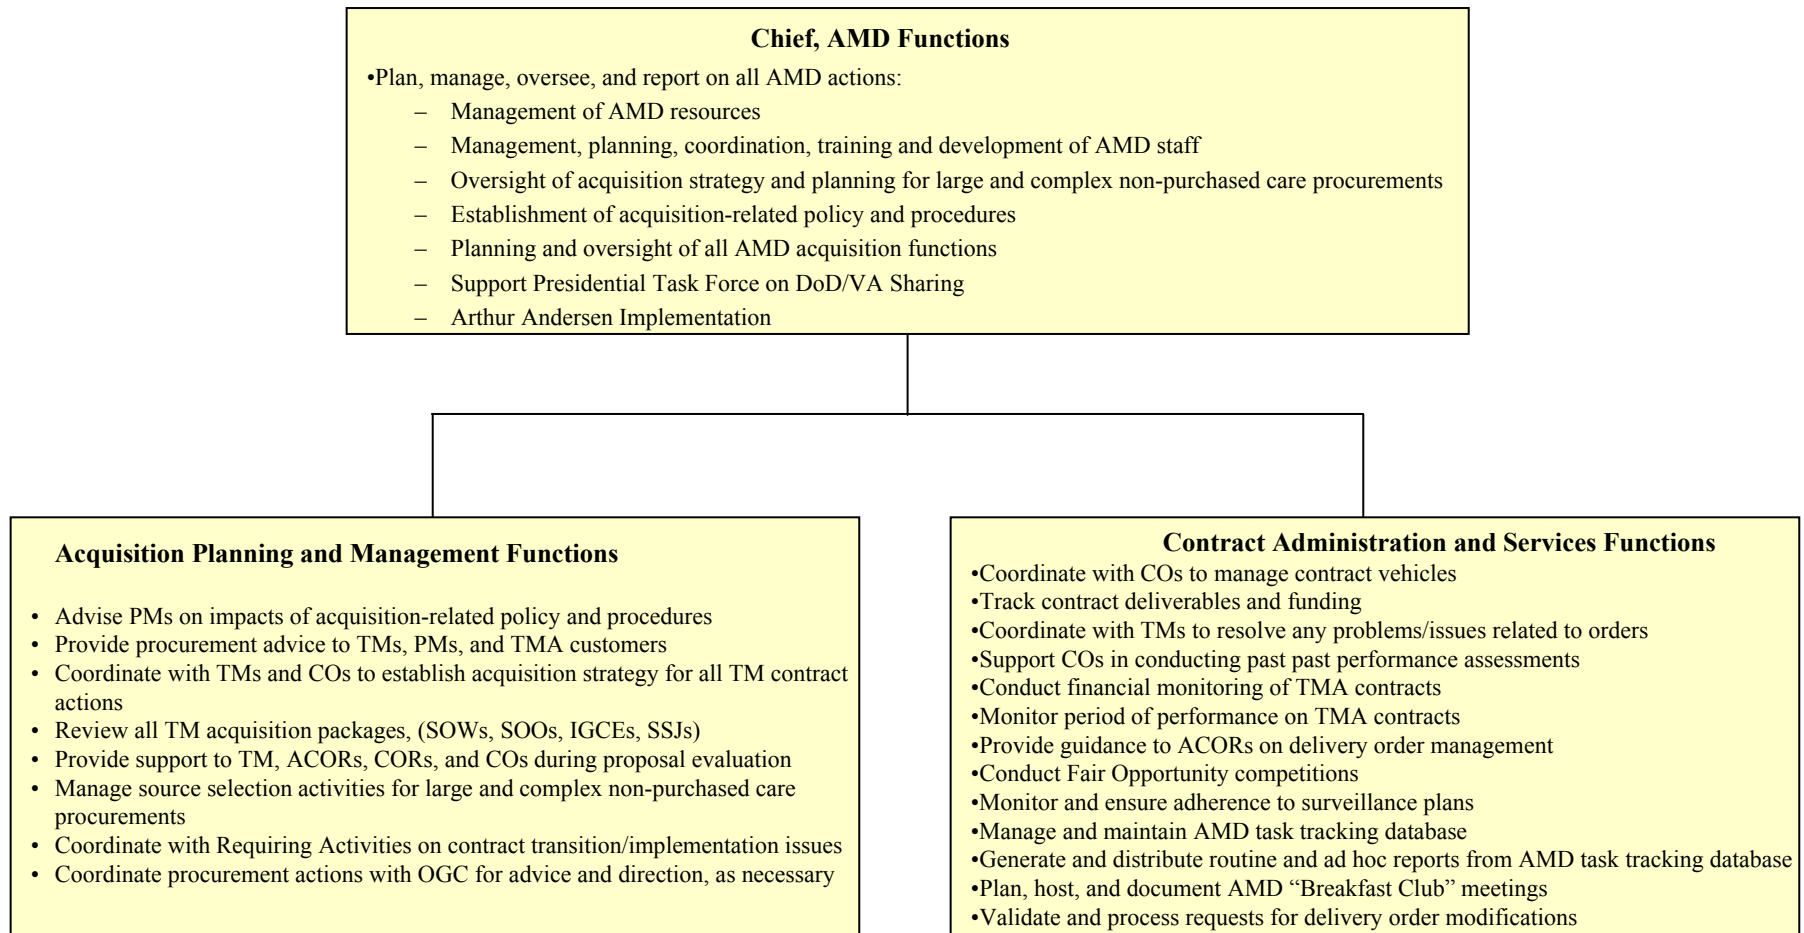 Chief, AMD Functions
•Plan, manage, oversee, and report on all AMD actions:
– Management of AMD resources
– Management, planning, coordination, training and development of AMD staff
– Oversight of acquisition strategy and planning for large and complex non-purchased care procurements
– Establishment of acquisition-related policy and procedures
– Planning and oversight of all AMD acquisition functions
– Support Presidential Task Force on DoD/VA Sharing
– Arthur Andersen Implementation
Acquisition Planning and Management Functions
• Advise PMs on impacts of acquisition-related policy and procedures
• Provide procurement advice to TMs, PMs, and TMA customers
• Coordinate with TMs and COs to establish acquisition strategy for all TM contract
actions
• Review all TM acquisition packages, (SOWs, SOOs, IGCEs, SSJs)
• Provide support to TM, ACORs, CORs, and COs during proposal evaluation
• Manage source selection activities for large and complex non-purchased care
procurements
• Coordinate with Requiring Activities on contract transition/implementation issues
• Coordinate procurement actions with OGC for advice and direction, as necessary
Contract Administration and Services Functions
•Coordinate with COs to manage contract vehicles
•Track contract deliverables and funding
•Coordinate with TMs to resolve any problems/issues related to orders
•Support COs in conducting past past performance assessments
•Conduct financial monitoring of TMA contracts
•Monitor period of performance on TMA contracts
•Provide guidance to ACORs on delivery order management
•Conduct Fair Opportunity competitions
•Monitor and ensure adherence to surveillance plans
•Manage and maintain AMD task tracking database
•Generate and distribute routine and ad hoc reports from AMD task tracking database
•Plan, host, and document AMD “Breakfast Club” meetings
•Validate and process requests for delivery order modifications